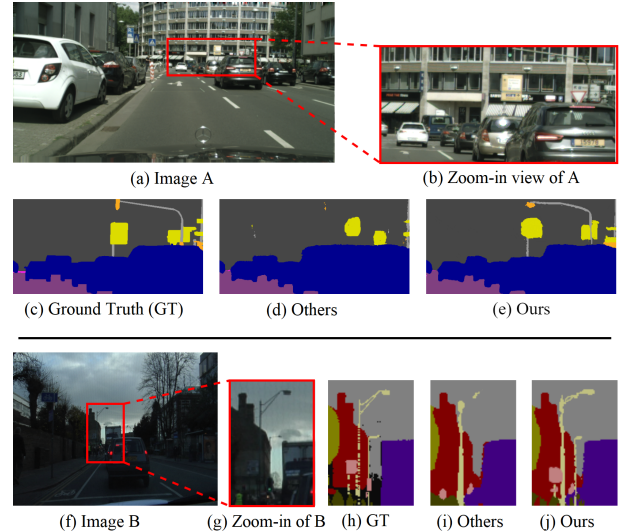 (a) Image A
(b) Zoom-in view of A
(c) Ground Truth (GT)
(d) Others
(e) Ours
(f) Image B
(g) Zoom-in of B
(h) GT
(i) Others
(j) Ours